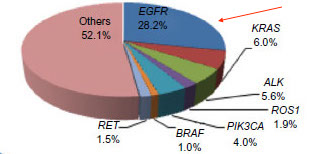 Others
52.1%
EGFR
28.2%
KRAS
6.0%
ALK
5.6%
ROS1
1.9%
PIK3CA
4.0%
BRAF
1.0%
RET
1.5%